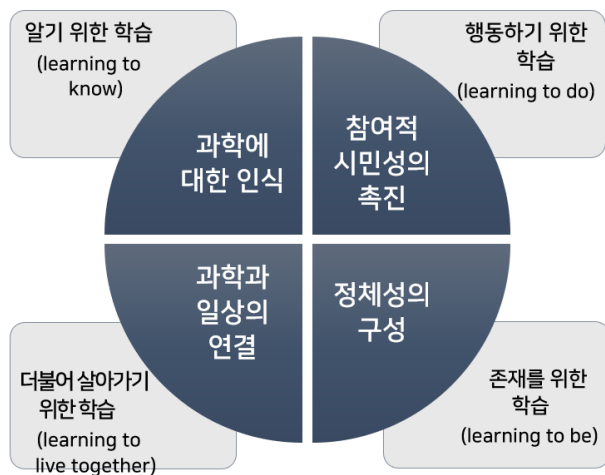 알기 위한 학습
(learning to
know)
행동하기 위한
학습
(learning to do)
과학에
대한 인식
참여적
시민성의
촉진
과학과
일상의
연결
정체성의
구성
더불어 살아가기
위한 학습
(learning to
live together)
존재를 위한
학습
(learning to be)